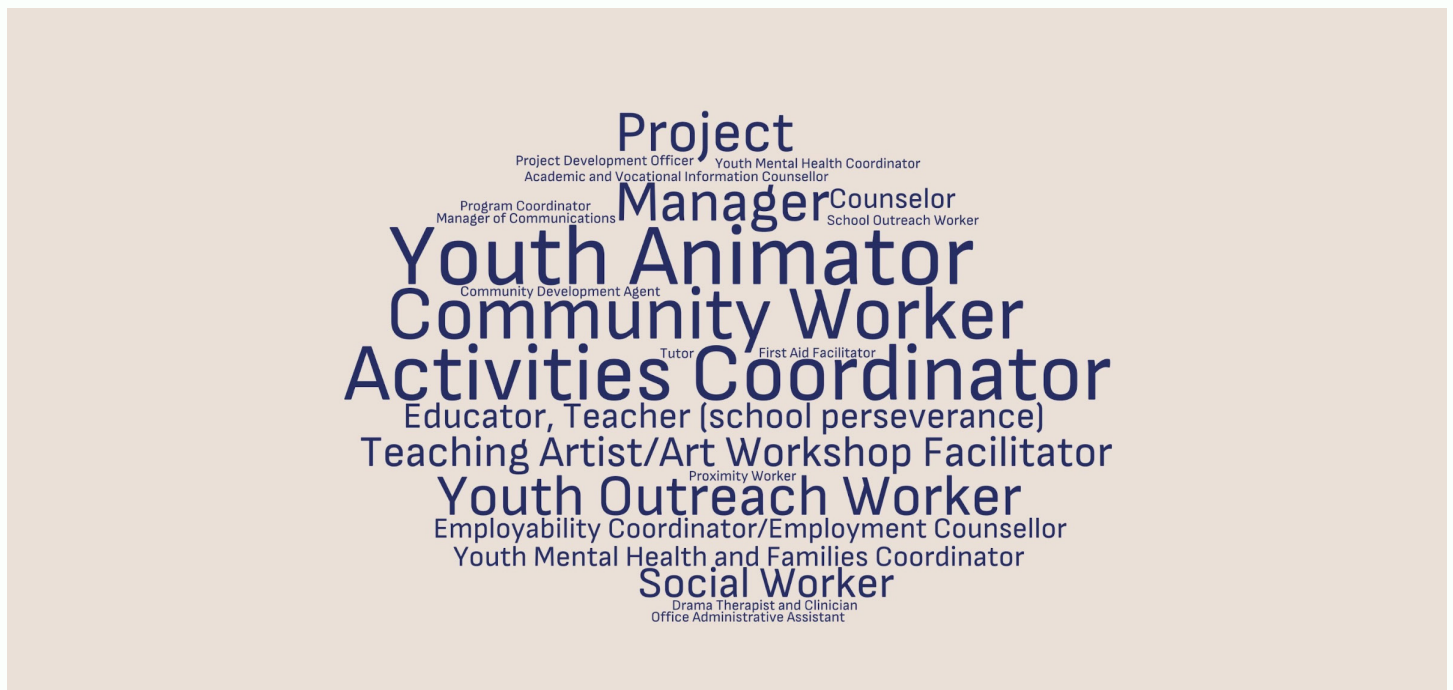 Project
Project Development Officer
Youth Mental Health Coordinator
Academic and Vocational Information Counsellor
Manager
Counselor
Program Coordinator
Manager of Communications
School Outreach Worker
Youth Animator
Community Development Agent
Community Worker
Tutor
First Aid Facilitator
Activities Coordinator
Educator, Teacher (school perseverance)
Teaching Artist/Art Workshop Facilitator
Proximity Worker
Youth Outreach Worker
Employability Coordinator/Employment Counsellor
Youth Mental Health and Families Coordinator
Social Worker
Drama Therapist and Clinician
Office Administrative Assistant